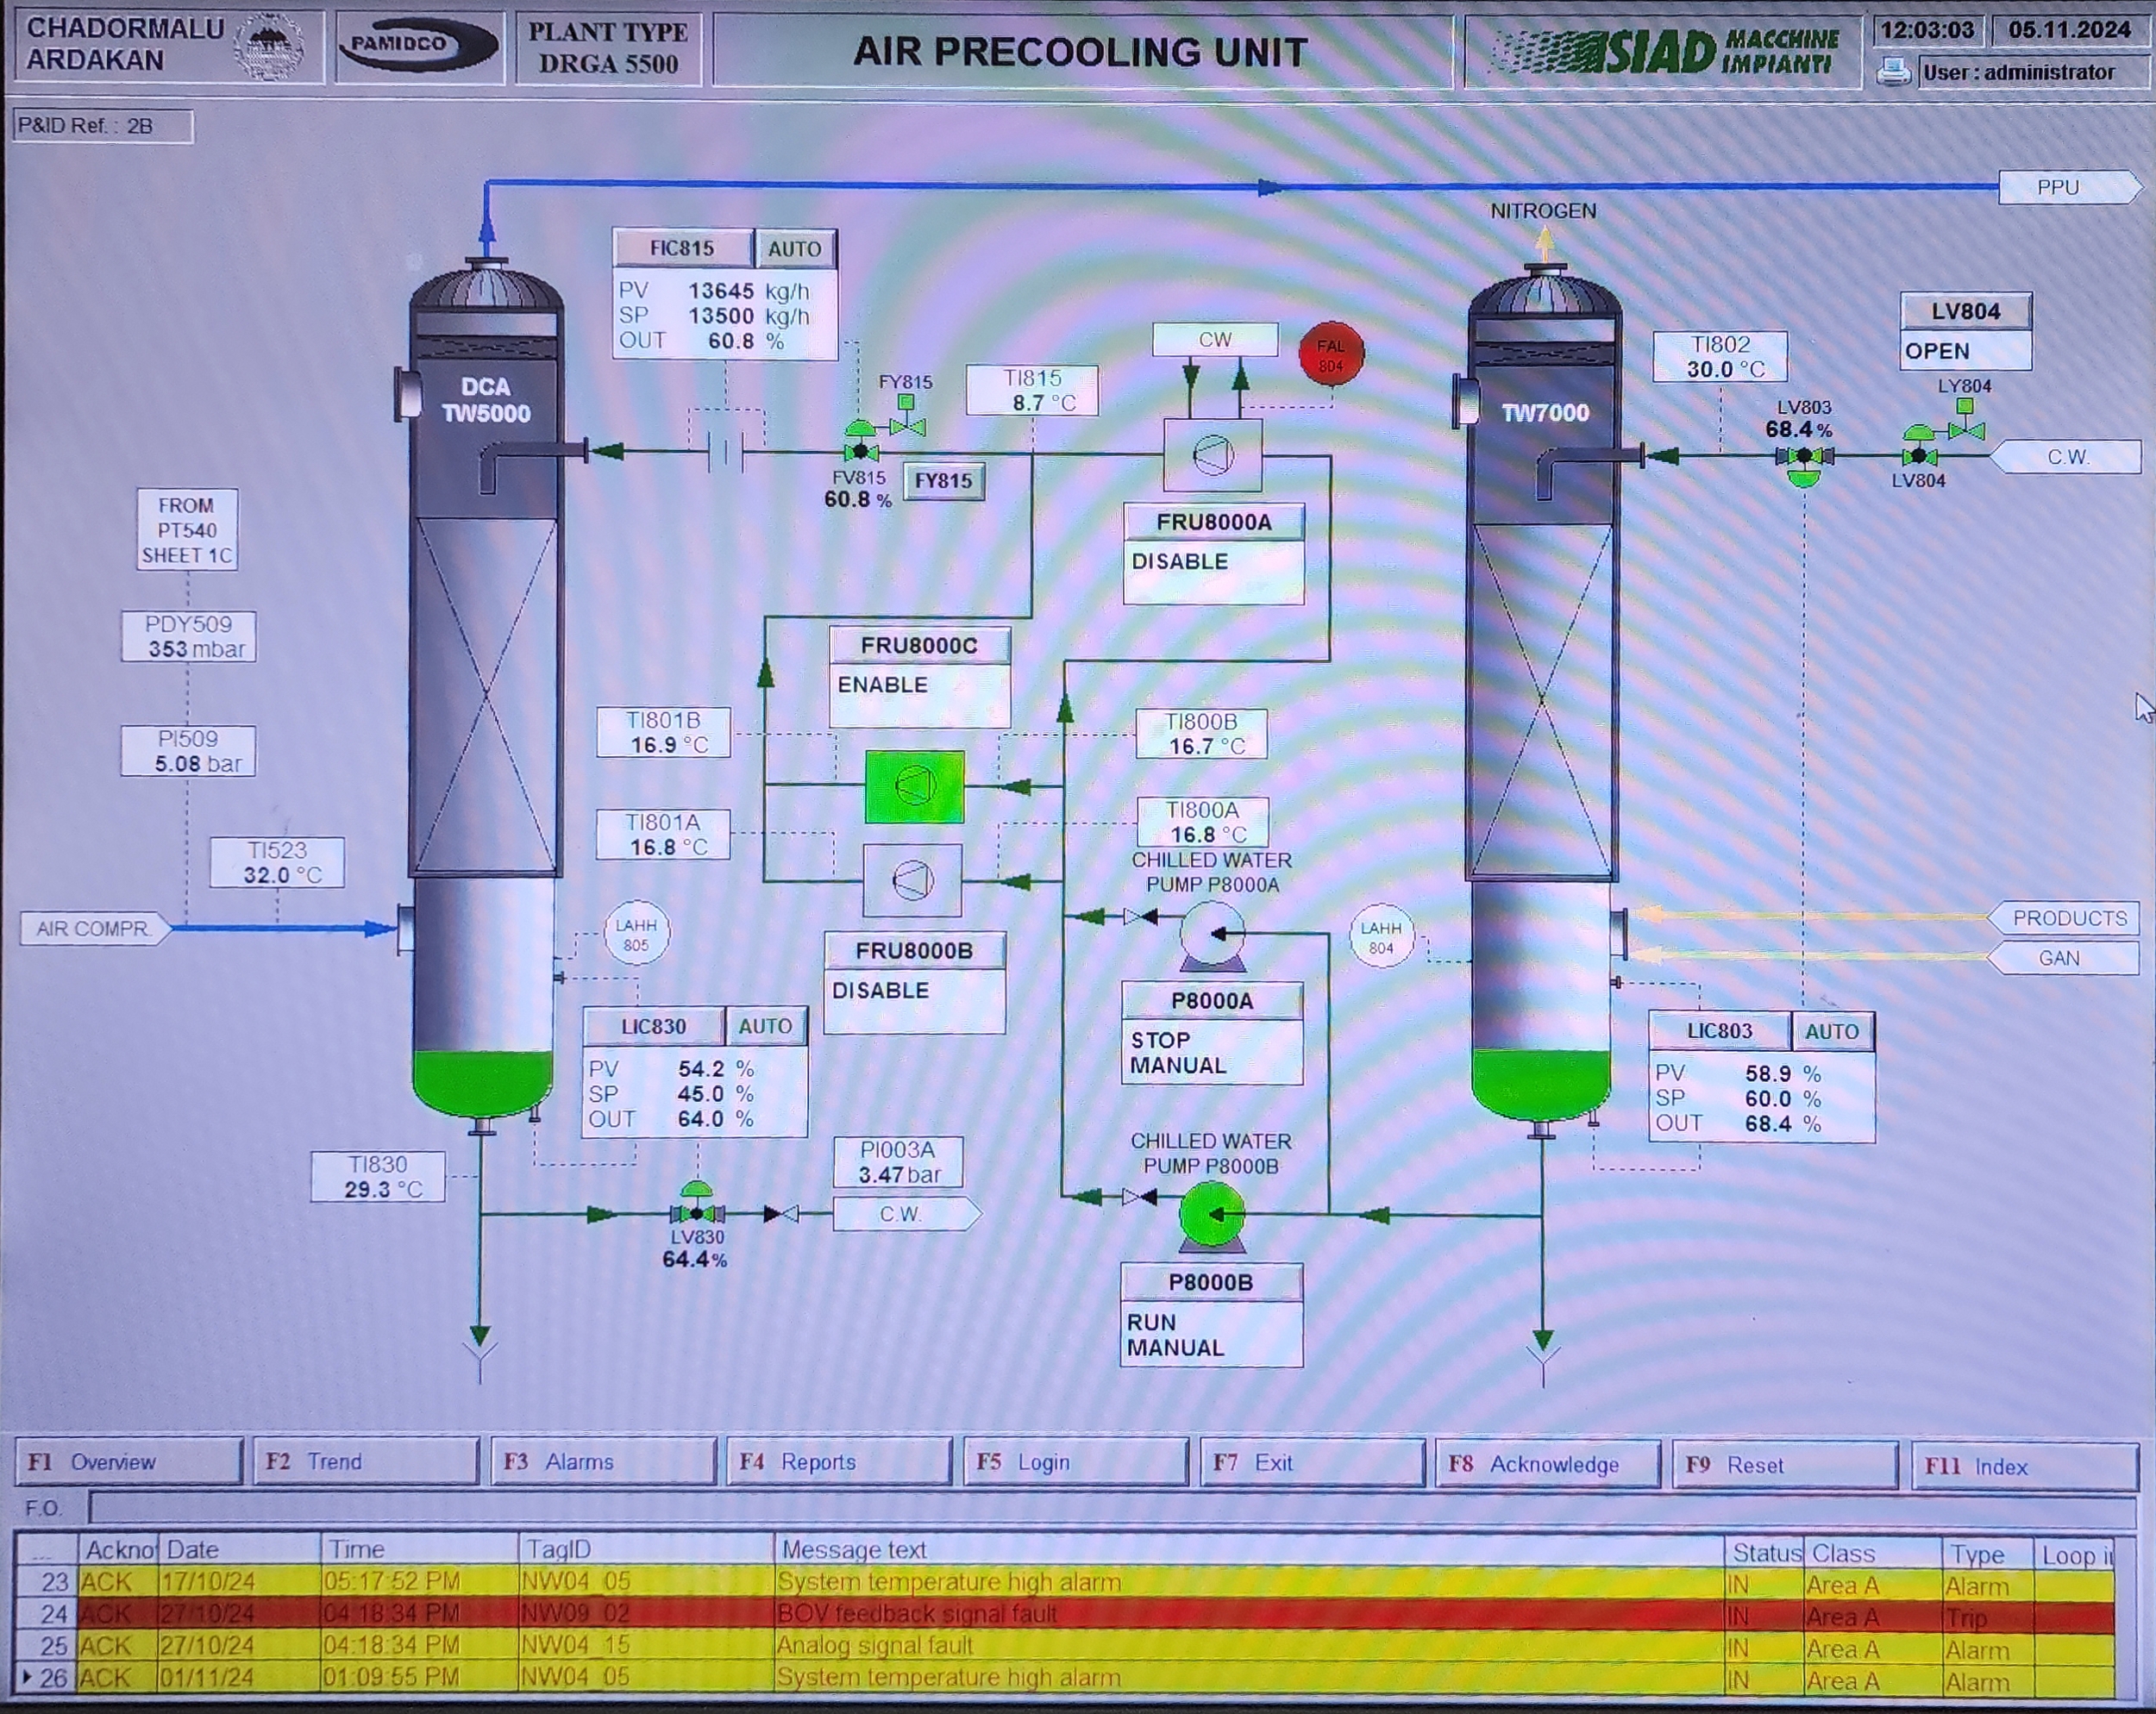 CHADORMALU
ARDAKAN
PAMIDCO
PLANT TYPE
DRGA 5500
AIR PRECOOLING UNIT
SIAD MACCHINE
IMPIANTI
12:03:03
05.11.2024
User : administrator
P&ID Ref. : 2B
PPU
NITROGEN
FIC815 AUTO
PV 13645 kg/h
SP 13500 kg/h
OUT 60.8 %
CW
FAL
804
LV804
OPEN
TI802
30.0 °C
LY804
FY815
TI815
8.7 °C
DCA
TW5000
TW7000
LV803
68.4 %
C.W.
LV804
FV815
60.8 %
FY815
FROM
PT540
SHEET 1C
FRU8000A
DISABLE
PDY509
353 mbar
FRU8000C
ENABLE
TI801B
16.9 °C
TI800B
16.7 °C
PI509
5.08 bar
TI801A
16.8 °C
TI800A
16.8 °C
TI523
32.0 °C
CHILLED WATER
PUMP P8000A
AIR COMPR.
LAHH
805
LAHH
804
PRODUCTS
GAN
FRU8000B
DISABLE
P8000A
STOP
MANUAL
LIC830 AUTO
PV 54.2 %
SP 45.0 %
OUT 64.0 %
LIC803 AUTO
PV 58.9 %
SP 60.0 %
OUT 68.4 %
TI830
29.3 °C
PI003A
3.47 bar
CHILLED WATER
PUMP P8000B
C.W.
LV830
64.4%
P8000B
RUN
MANUAL
F1 Overview
F2 Trend
F3 Alarms
F4 Reports
F5 Login
F7 Exit
F8 Acknowledge
F9 Reset
F11 Index
F.O.
... Ackno Date Time TagID Message text Status Class Type Loop i
23 ACK 17/10/24 05:17:52 PM NW04_05 System temperature high alarm IN Area A Alarm
24 ACK 27/10/24 04:18:34 PM NW09_02 BOV feedback signal fault IN Area A Trip
25 ACK 27/10/24 04:18:34 PM NW04_15 Analog signal fault IN Area A Alarm
26 ACK 01/11/24 01:09:55 PM NW04_05 System temperature high alarm IN Area A Alarm